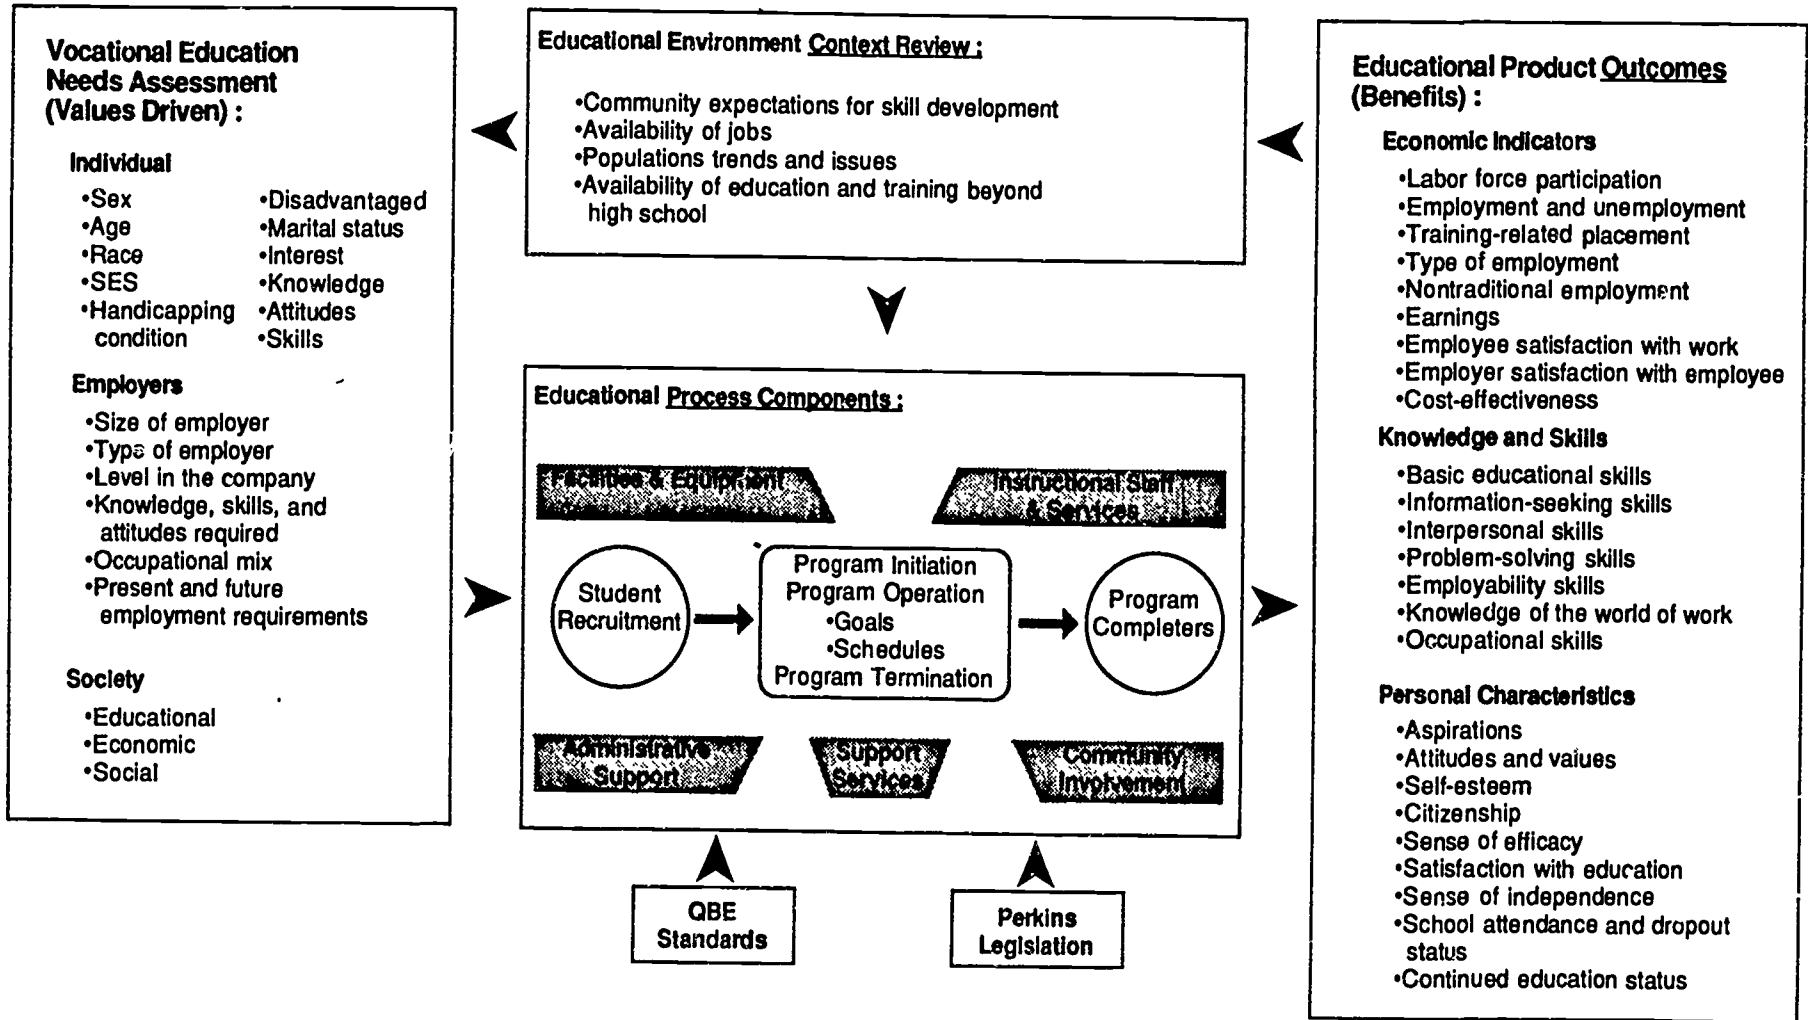 Vocational Education
Needs Assessment
(Values Driven) :
Individual
•Sex
•Age
•Race
•SES
•Handicapping
condition
•Disadvantaged
•Marital status
•Interest
•Knowledge
•Attitudes
•Skills
Employers
•Size of employer
•Type of employer
•Level in the company
•Knowledge, skills, and
attitudes required
•Occupational mix
•Present and future
employment requirements
Society
•Educational
•Economic
•Social
Educational Environment Context Review :
•Community expectations for skill development
•Availability of jobs
•Populations trends and issues
•Availability of education and training beyond
high school
Educational Process Components :
Facilities & Equipment
Instructional Staff
& Services
Student
Recruitment
Program Initiation
Program Operation
•Goals
•Schedules
Program Termination
Program
Completers
Administrative
Support
Support
Services
Community
Involvement
QBE
Standards
Perkins
Legislation
Educational Product Outcomes
(Benefits) :
Economic Indicators
•Labor force participation
•Employment and unemployment
•Training-related placement
•Type of employment
•Nontraditional employment
•Earnings
•Employee satisfaction with work
•Employer satisfaction with employee
•Cost-effectiveness
Knowledge and Skills
•Basic educational skills
•Information-seeking skills
•Interpersonal skills
•Problem-solving skills
•Employability skills
•Knowledge of the world of work
•Occupational skills
Personal Characteristics
•Aspirations
•Attitudes and values
•Self-esteem
•Citizenship
•Sense of efficacy
•Satisfaction with education
•Sense of independence
•School attendance and dropout
status
•Continued education status